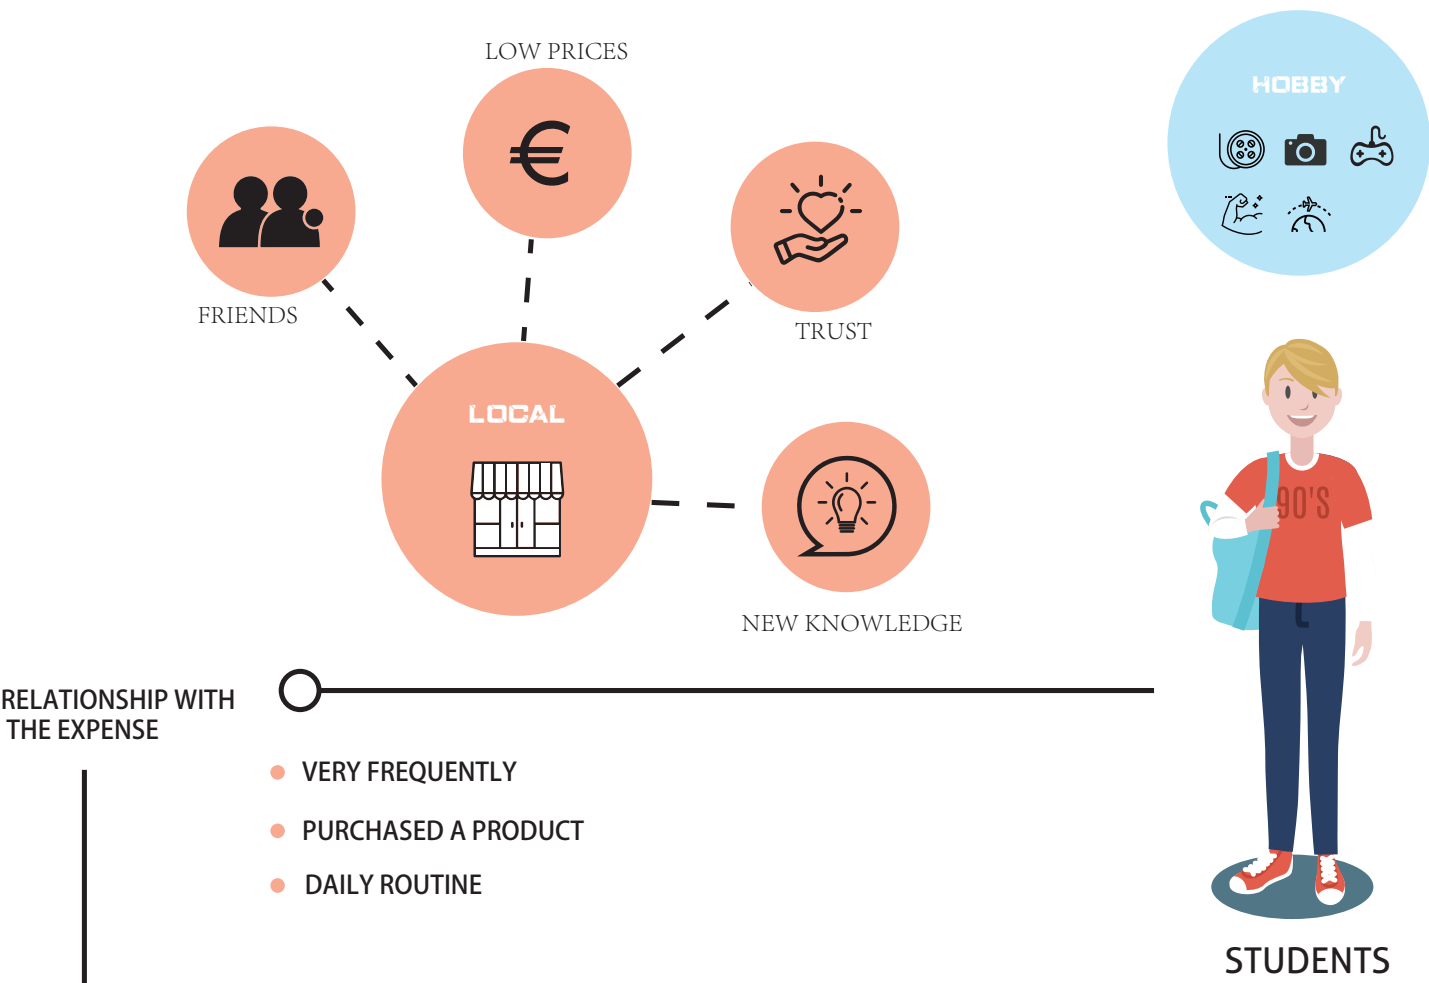 LOW PRICES
HOBBY
€
FRIENDS
TRUST
LOCAL
90'S
NEW KNOWLEDGE
RELATIONSHIP WITH
THE EXPENSE
VERY FREQUENTLY
PURCHASED A PRODUCT
DAILY ROUTINE
STUDENTS